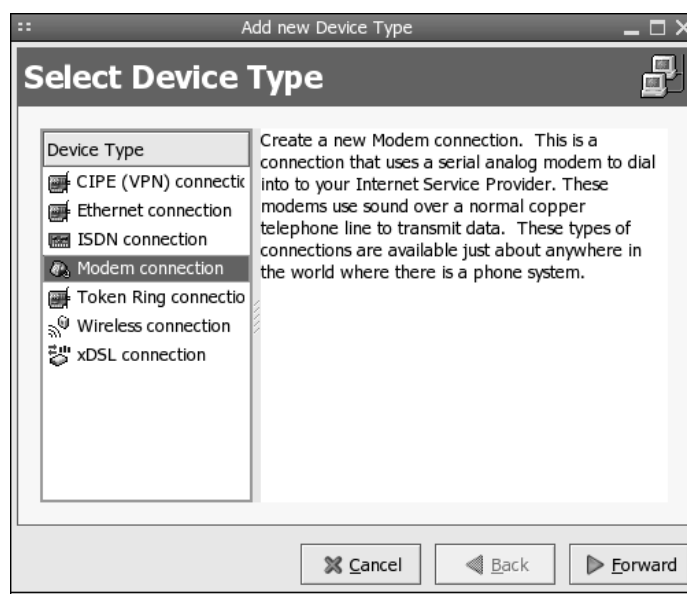 Add new Device Type
Select Device Type
Device Type
CIPE (VPN) connectic
Ethernet connection
ISDN connection
Modem connection
Token Ring connectio
Wireless connection
xDSL connection
Create a new Modem connection.  This is a
connection that uses a serial analog modem to dial
into to your Internet Service Provider. These
modems use sound over a normal copper
telephone line to transmit data.  These types of
connections are available just about anywhere in
the world where there is a phone system.
Cancel
Back
Forward